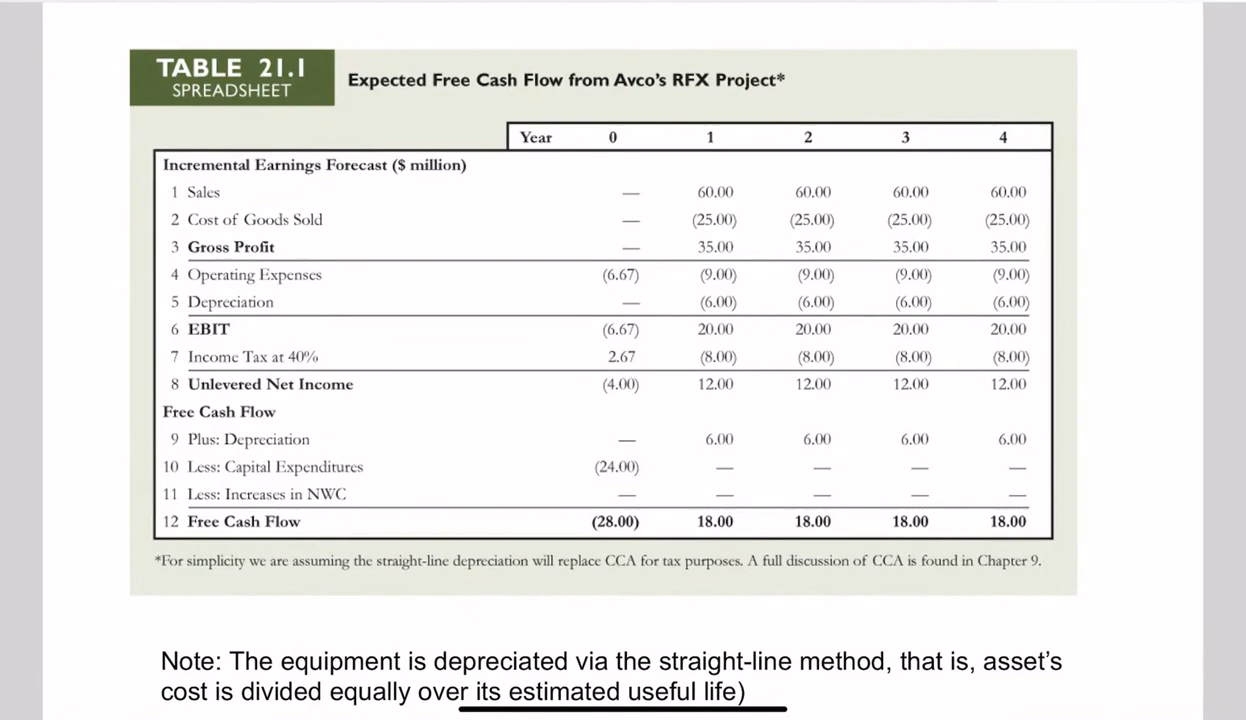 TABLE 21.1
SPREADSHEET
Expected Free Cash Flow from Avco's RFX Project*
Year 0 1 2 3 4
Incremental Earnings Forecast ($ million)
1 Sales — 60.00 60.00 60.00 60.00
2 Cost of Goods Sold — (25.00) (25.00) (25.00) (25.00)
3 Gross Profit — 35.00 35.00 35.00 35.00
4 Operating Expenses (6.67) (9.00) (9.00) (9.00) (9.00)
5 Depreciation — (6.00) (6.00) (6.00) (6.00)
6 EBIT (6.67) 20.00 20.00 20.00 20.00
7 Income Tax at 40% 2.67 (8.00) (8.00) (8.00) (8.00)
8 Unlevered Net Income (4.00) 12.00 12.00 12.00 12.00
Free Cash Flow
9 Plus: Depreciation — 6.00 6.00 6.00 6.00
10 Less: Capital Expenditures (24.00) — — — —
11 Less: Increases in NWC — — — — —
12 Free Cash Flow (28.00) 18.00 18.00 18.00 18.00
*For simplicity we are assuming the straight-line depreciation will replace CCA for tax purposes. A full discussion of CCA is found in Chapter 9.
Note: The equipment is depreciated via the straight-line method, that is, asset's
cost is divided equally over its estimated useful life)